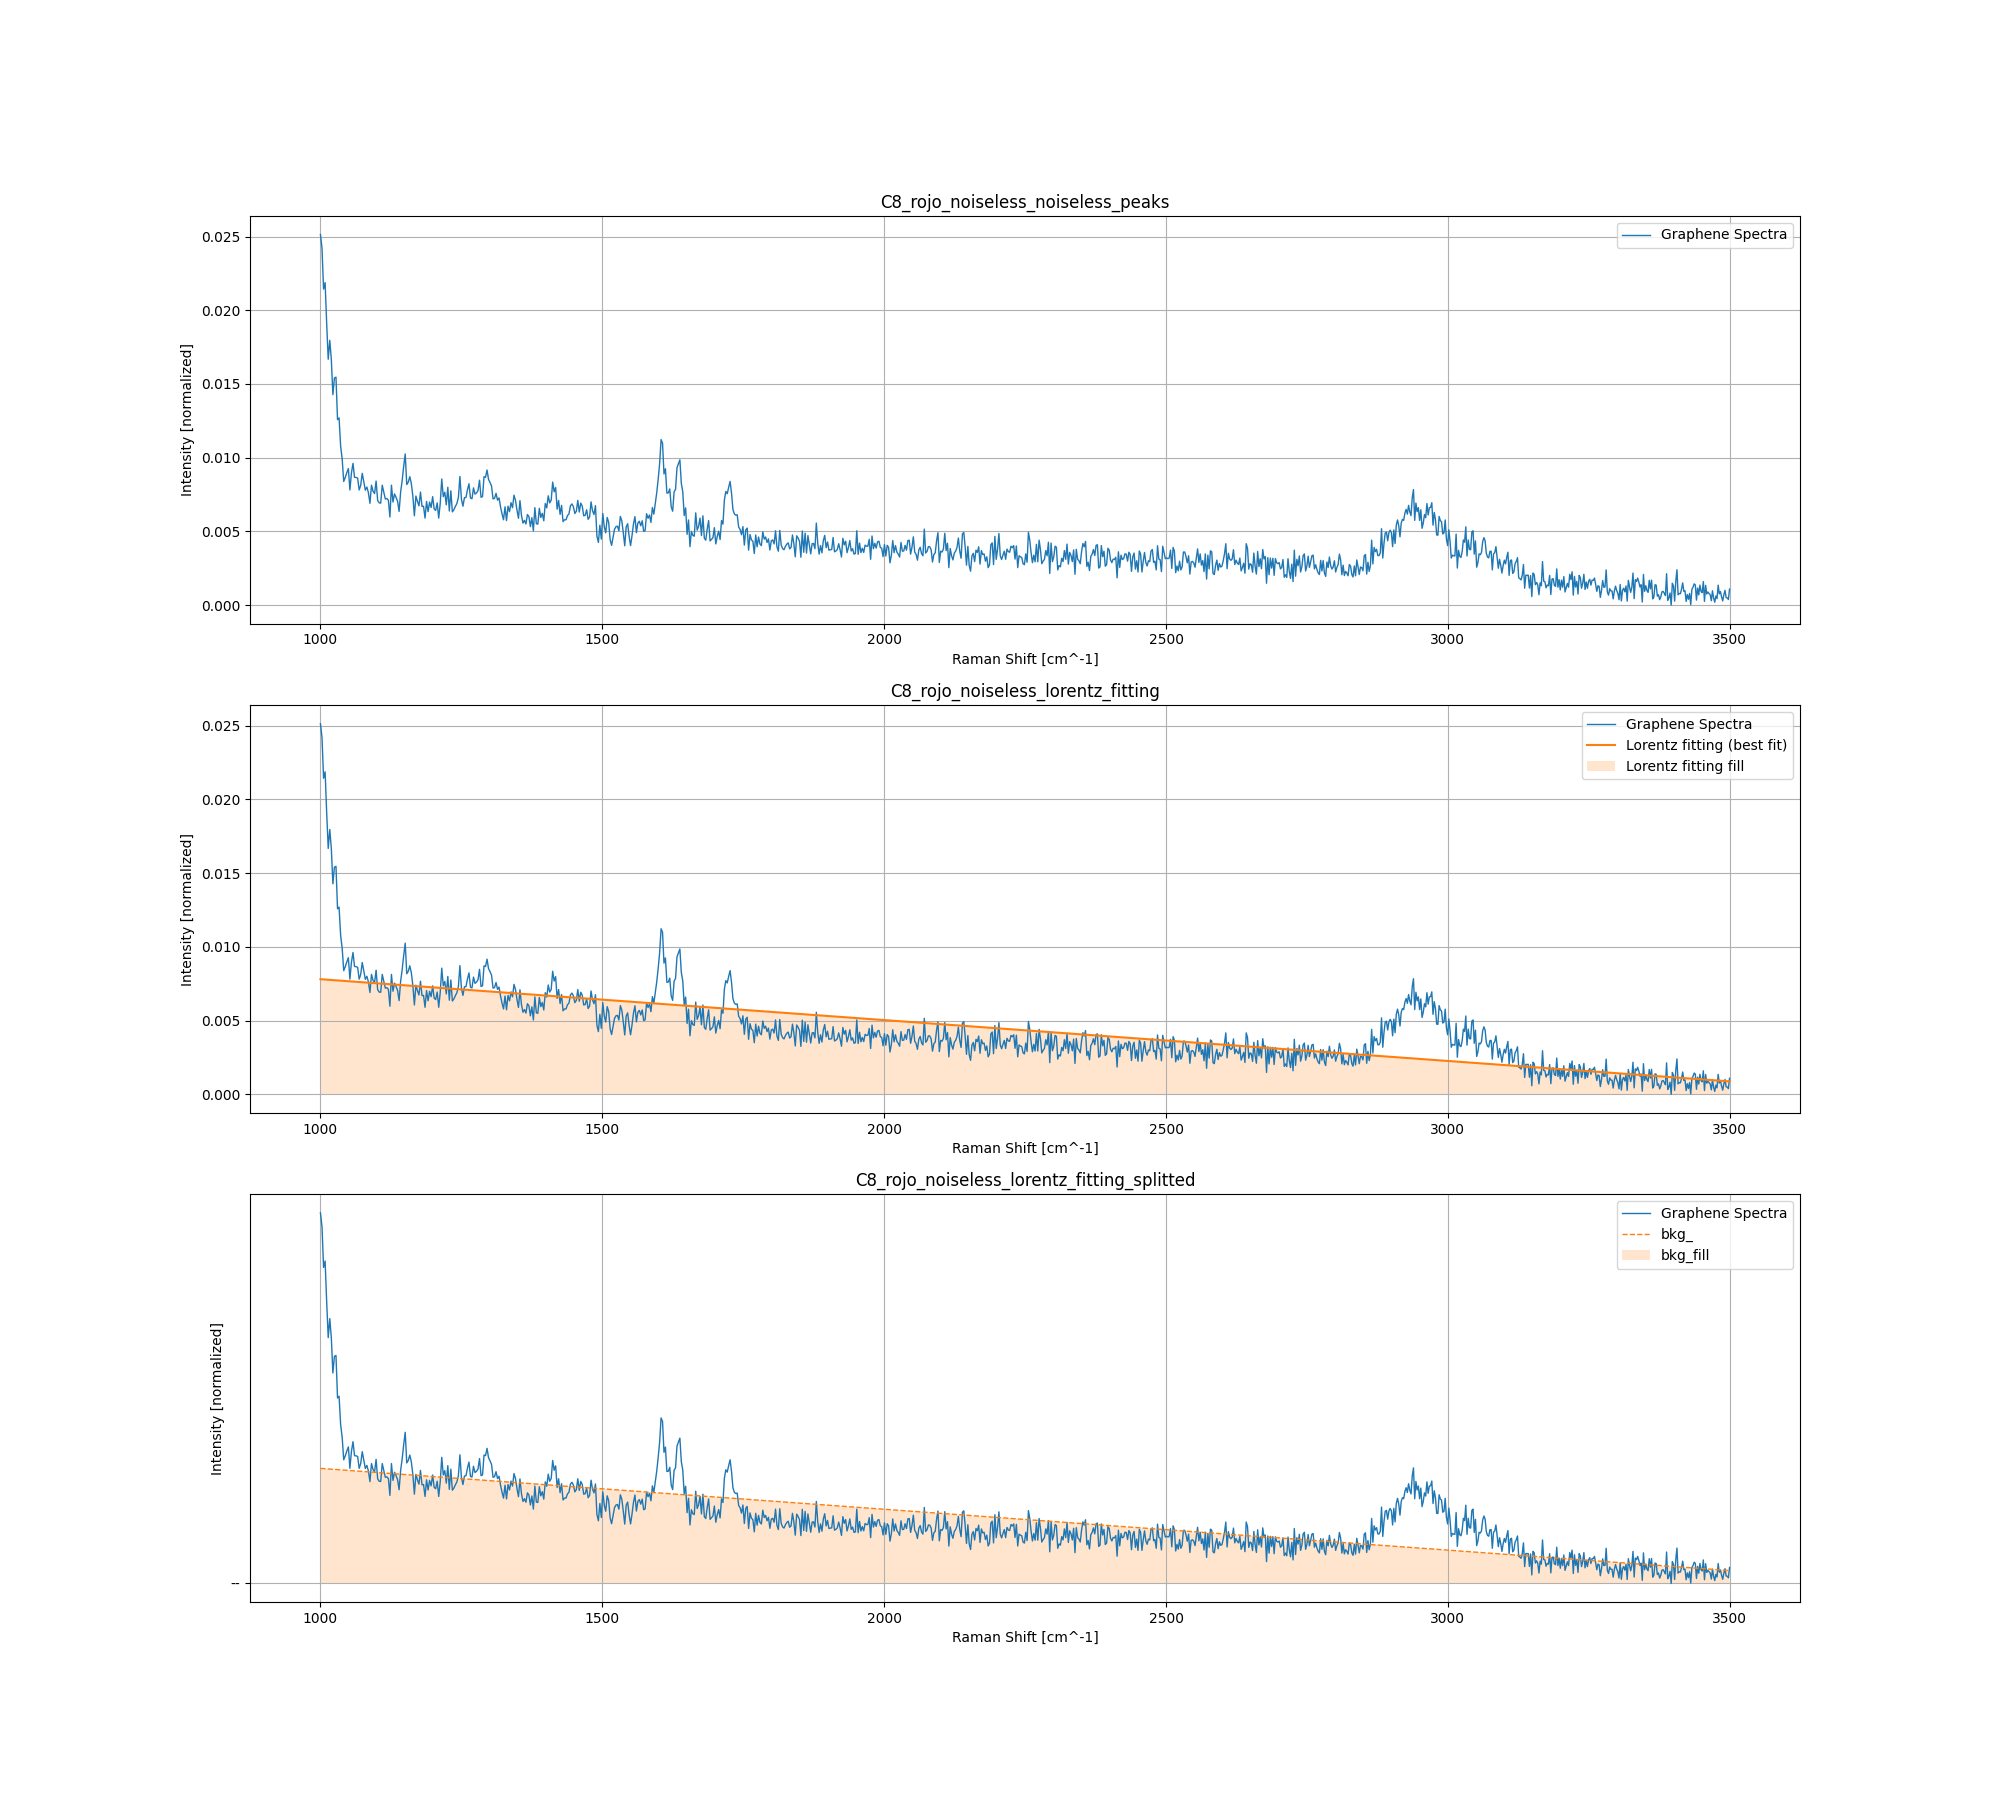 C8_rojo_noiseless_noiseless_peaks
Graphene Spectra
0.025
0.020
0.015
0.010
0.005
0.000
Intensity [normalized]
1000 1500 2000 2500 3000 3500
Raman Shift [cm^-1]
C8_rojo_noiseless_lorentz_fitting
Graphene Spectra
Lorentz fitting (best fit)
Lorentz fitting fill
0.025
0.020
0.015
0.010
0.005
0.000
Intensity [normalized]
1000 1500 2000 2500 3000 3500
Raman Shift [cm^-1]
C8_rojo_noiseless_lorentz_fitting_splitted
Graphene Spectra
bkg_
bkg_fill
Intensity [normalized]
--
1000 1500 2000 2500 3000 3500
Raman Shift [cm^-1]